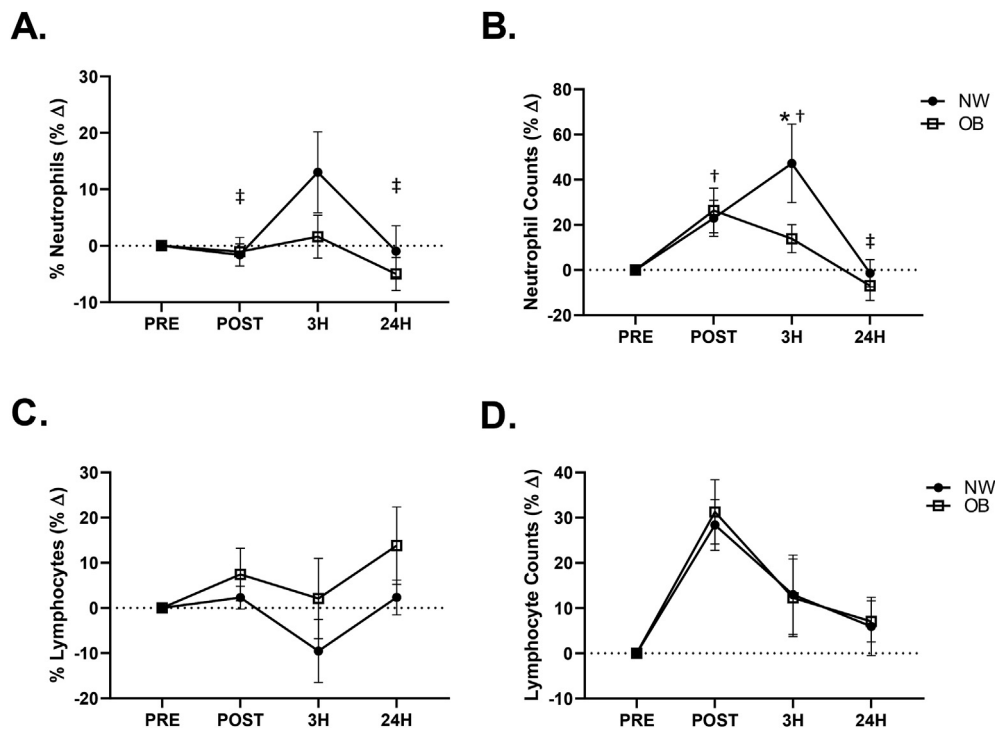 A.
% Neutrophils (% Δ)
30
20
10
0
-10
‡
‡
PRE POST 3H 24H
B.
Neutrophil Counts (% Δ)
80
60
40
20
0
-20
†
* †
‡
PRE POST 3H 24H
NW
OB
C.
% Lymphocytes (% Δ)
30
20
10
0
-10
-20
PRE POST 3H 24H
D.
Lymphocyte Counts (% Δ)
40
30
20
10
0
-10
PRE POST 3H 24H
NW
OB